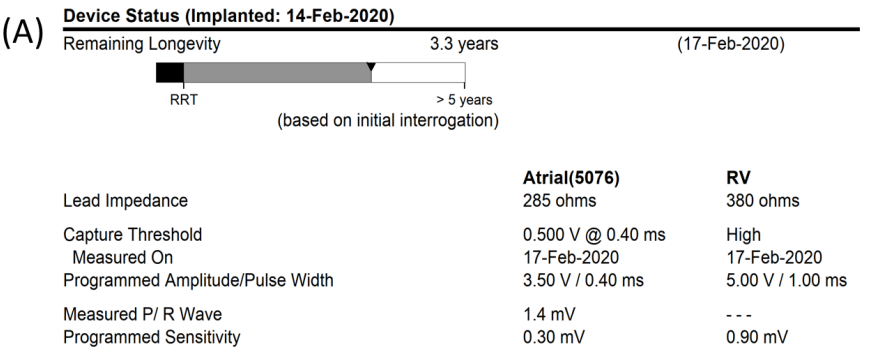 (A)
Device Status (Implanted: 14-Feb-2020)
Remaining Longevity 3.3 years (17-Feb-2020)
RRT > 5 years
(based on initial interrogation)
Atrial(5076) RV
Lead Impedance 285 ohms 380 ohms
Capture Threshold 0.500 V @ 0.40 ms High
Measured On 17-Feb-2020 17-Feb-2020
Programmed Amplitude/Pulse Width 3.50 V / 0.40 ms 5.00 V / 1.00 ms
Measured P/ R Wave 1.4 mV - - -
Programmed Sensitivity 0.30 mV 0.90 mV